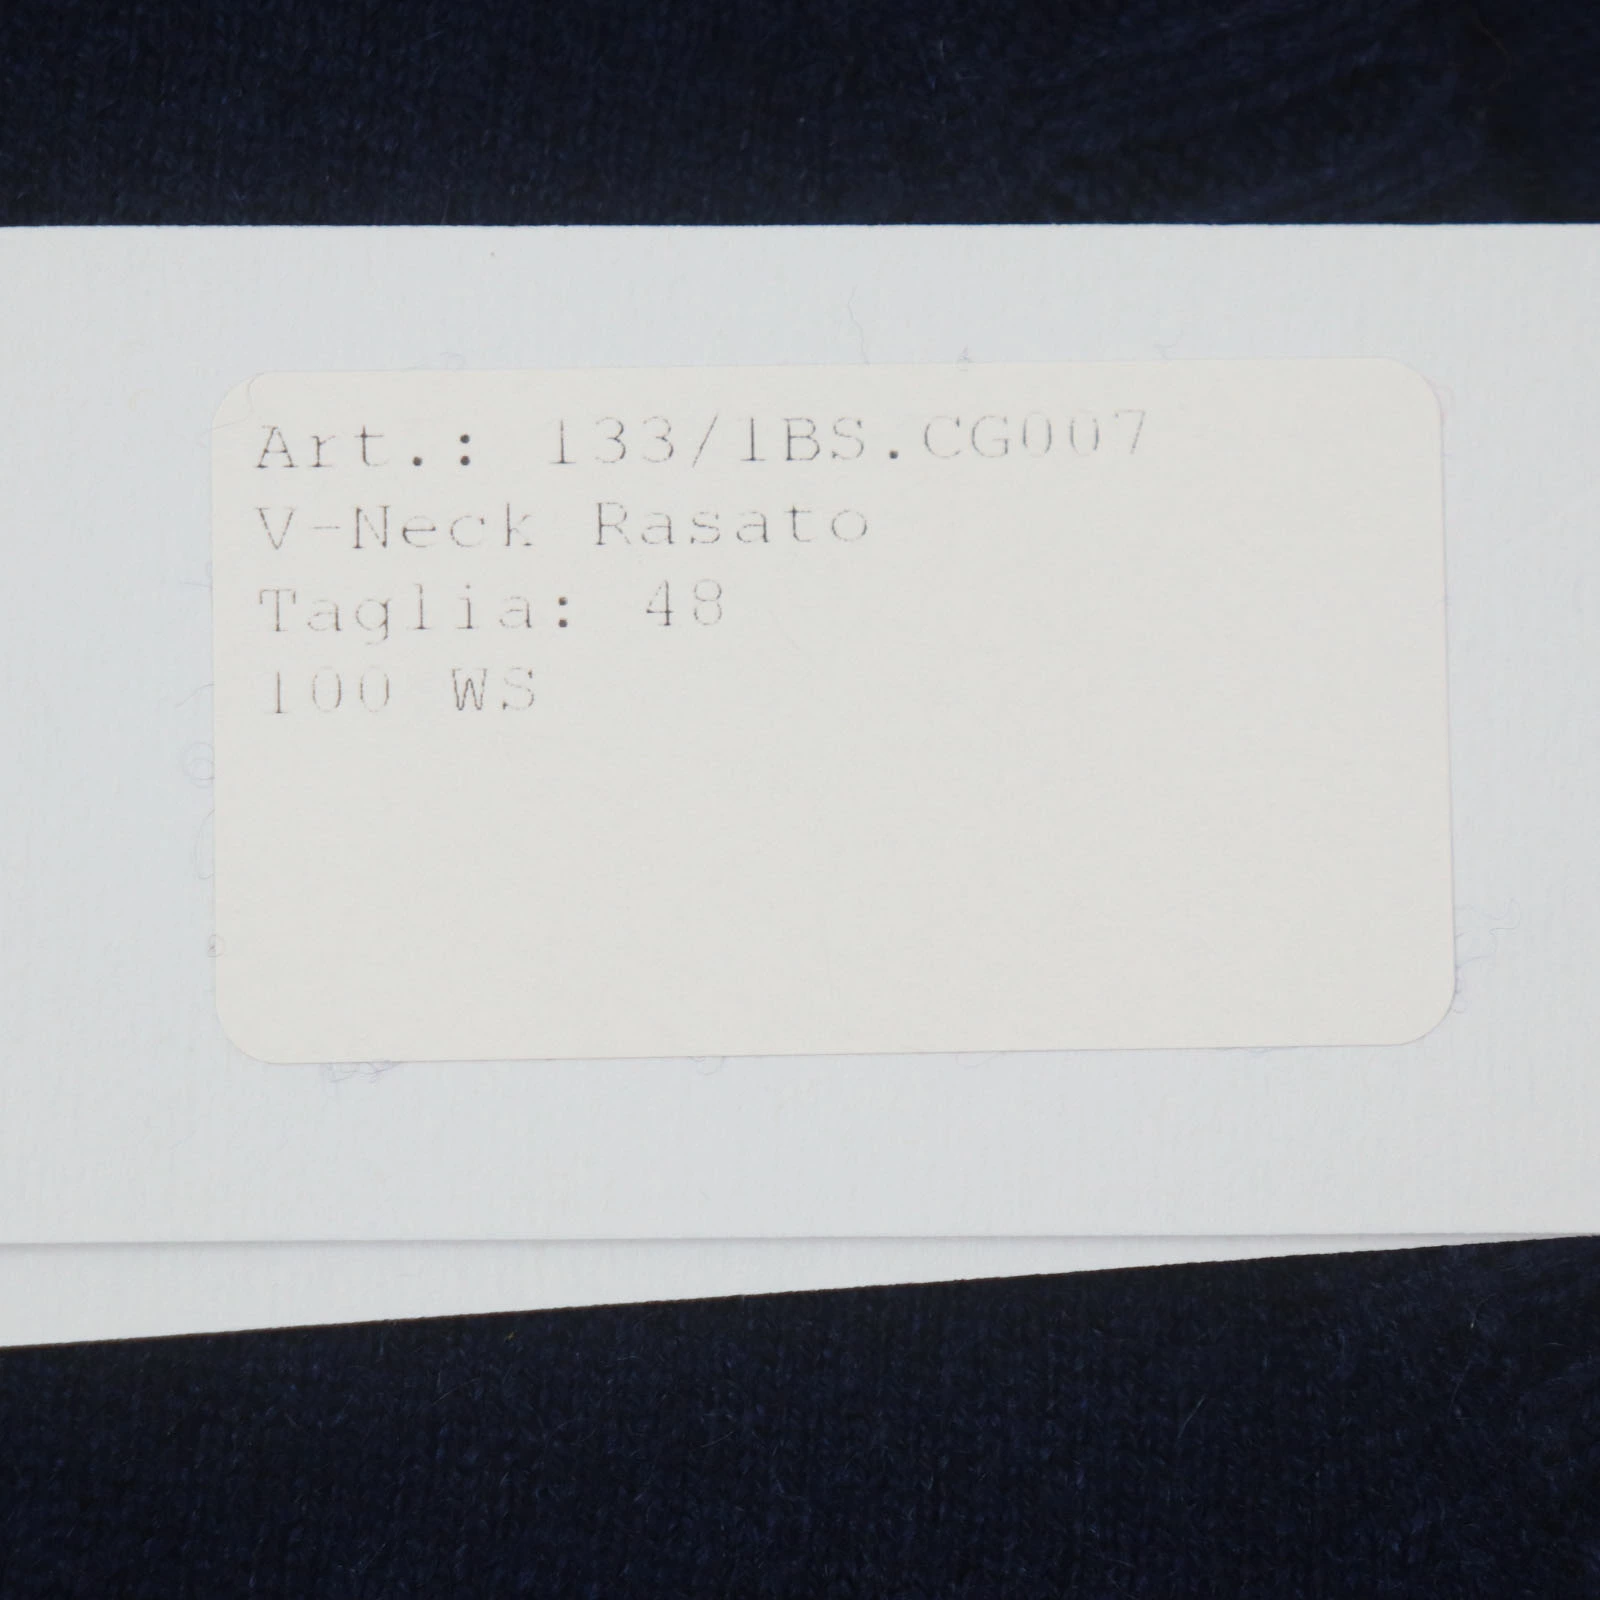 Art.: 133/1BS.CG007
V-Neck Rasato
Taglia: 48
100 WS